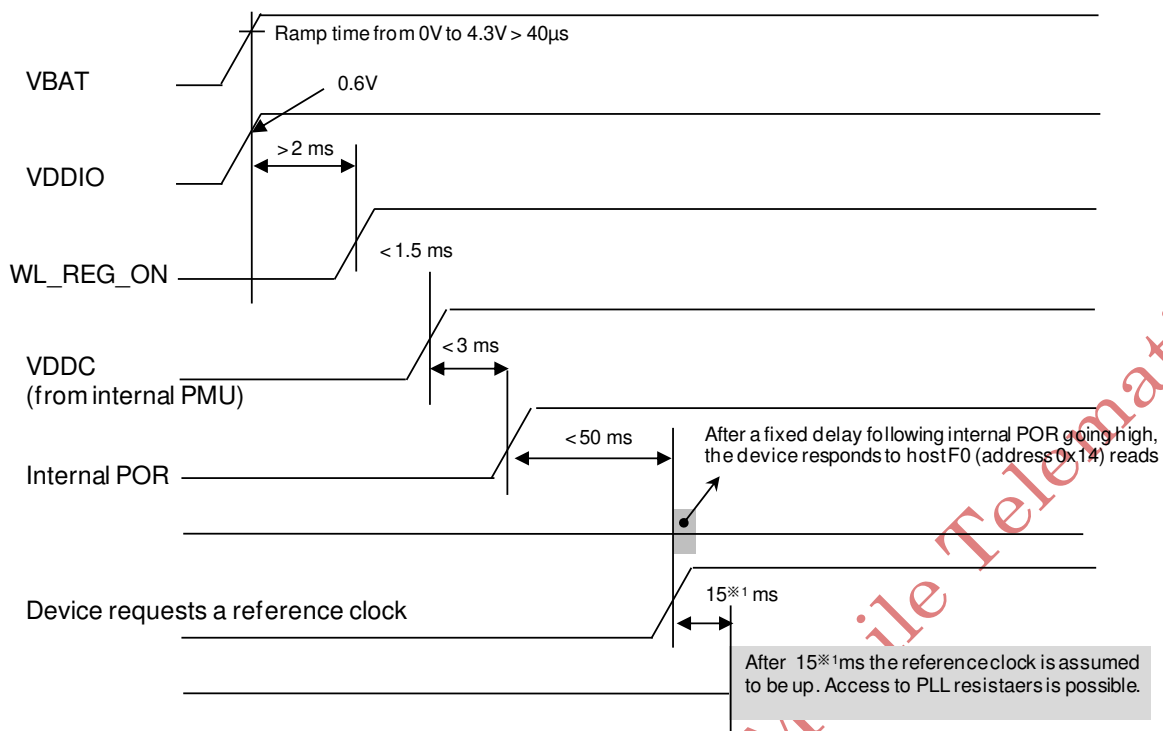 Ramp time from 0V to 4.3V > 40µs
VBAT
0.6V
> 2 ms
VDDIO
< 1.5 ms
WL_REG_ON
< 3 ms
VDDC
(from internal PMU)
< 50 ms
After a fixed delay following internal POR going high,
the device responds to host F0 (address 0x14) reads
Internal POR
Device requests a reference clock
15※1 ms
After 15※1ms the reference clock is assumed
to be up. Access to PLL resistaers is possible.
ile Telemat